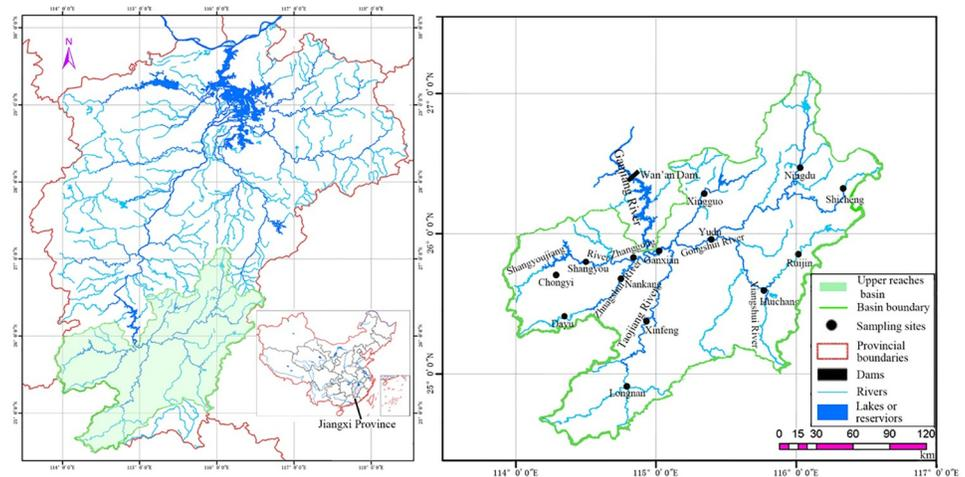 N
Jiangxi Province
27° 0′0″N
26° 0′0″N
25° 0′0″N
114° 0′0″E
115° 0′0″E
116° 0′0″E
117° 0′0″E
Ganjiang River
Wan'an Dam
Xingguo
Ningdu
Shicheng
Yudu
Gongshui River
Ganxian
Shangyoujiang River
Zhangjiang
Shangyou
Chongyi
Nankang
Zhangshui River
Dayu
Taojiang River
Xinfeng
Longnan
Ruijin
Huichang
Xiangshui River
Upper reaches
basin
Basin boundary
Sampling sites
Provincial
boundaries
Dams
Rivers
Lakes or
reserviors
0 15 30 60 90 120
km